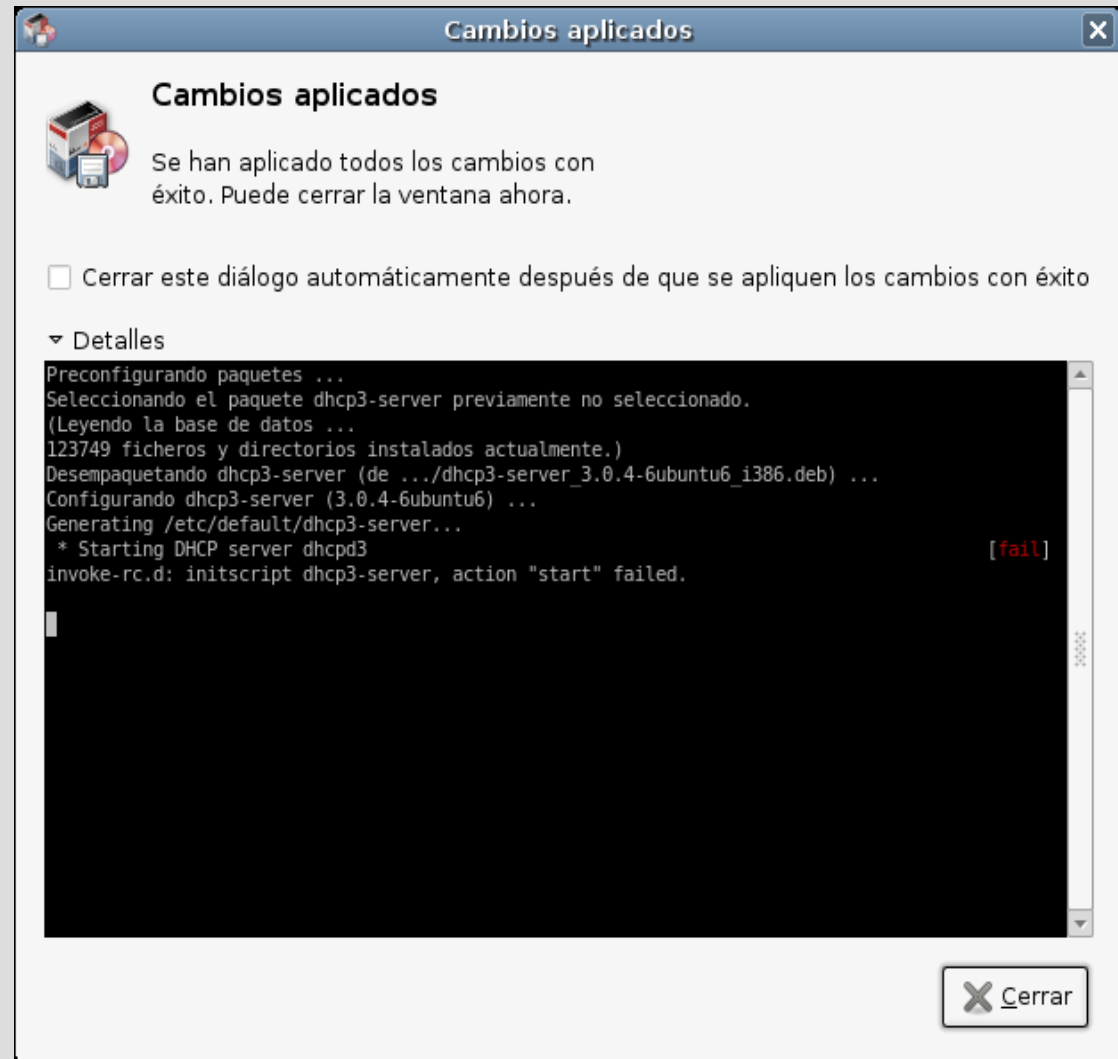 Cambios aplicados
Cambios aplicados
Se han aplicado todos los cambios con
éxito. Puede cerrar la ventana ahora.
Cerrar este diálogo automáticamente después de que se apliquen los cambios con éxito
Detalles
Preconfigurando paquetes ...
Seleccionando el paquete dhcp3-server previamente no seleccionado.
(Leyendo la base de datos ...
123749 ficheros y directorios instalados actualmente.)
Desempaquetando dhcp3-server (de .../dhcp3-server_3.0.4-6ubuntu6_i386.deb) ...
Configurando dhcp3-server (3.0.4-6ubuntu6) ...
Generating /etc/default/dhcp3-server...
* Starting DHCP server dhcpd3 [fail]
invoke-rc.d: initscript dhcp3-server, action "start" failed.
Cerrar